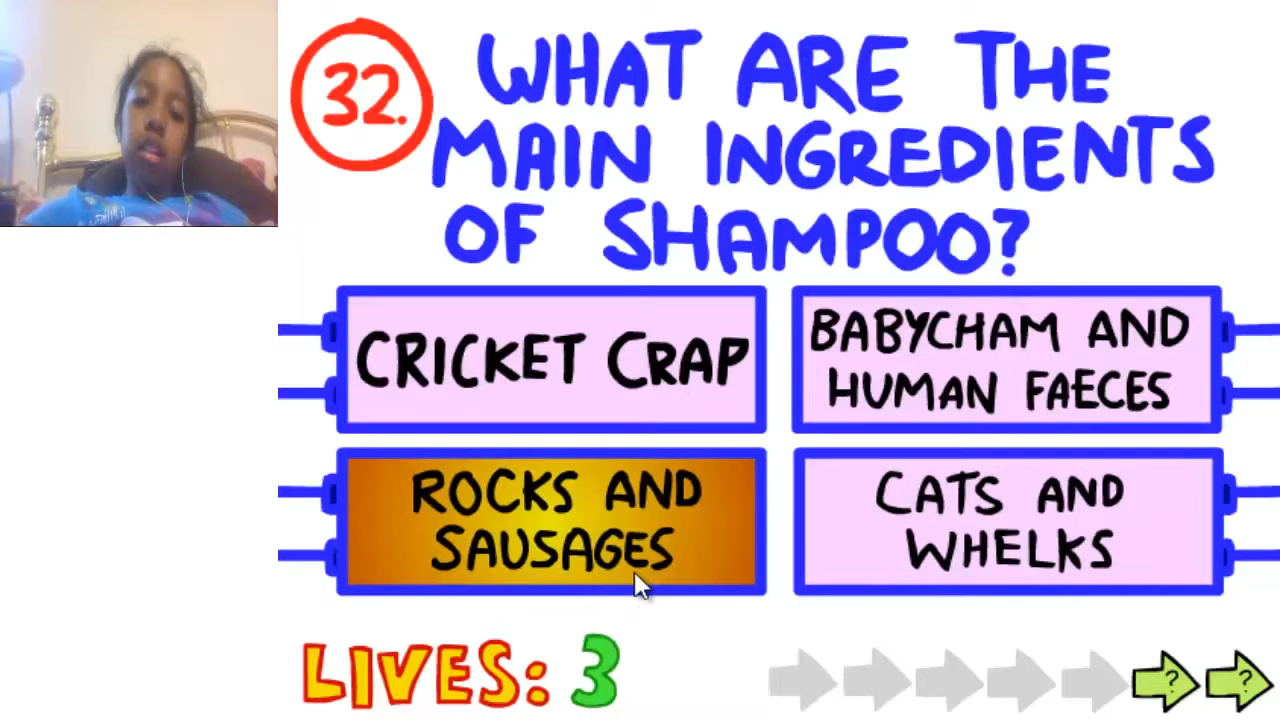 32.
WHAT ARE THE
MAIN INGREDIENTS
OF SHAMPOO?
CRICKET CRAP
BABYCHAM AND
HUMAN FAECES
ROCKS AND
SAUSAGES
CATS AND
WHELKS
LIVES: 3
? ?